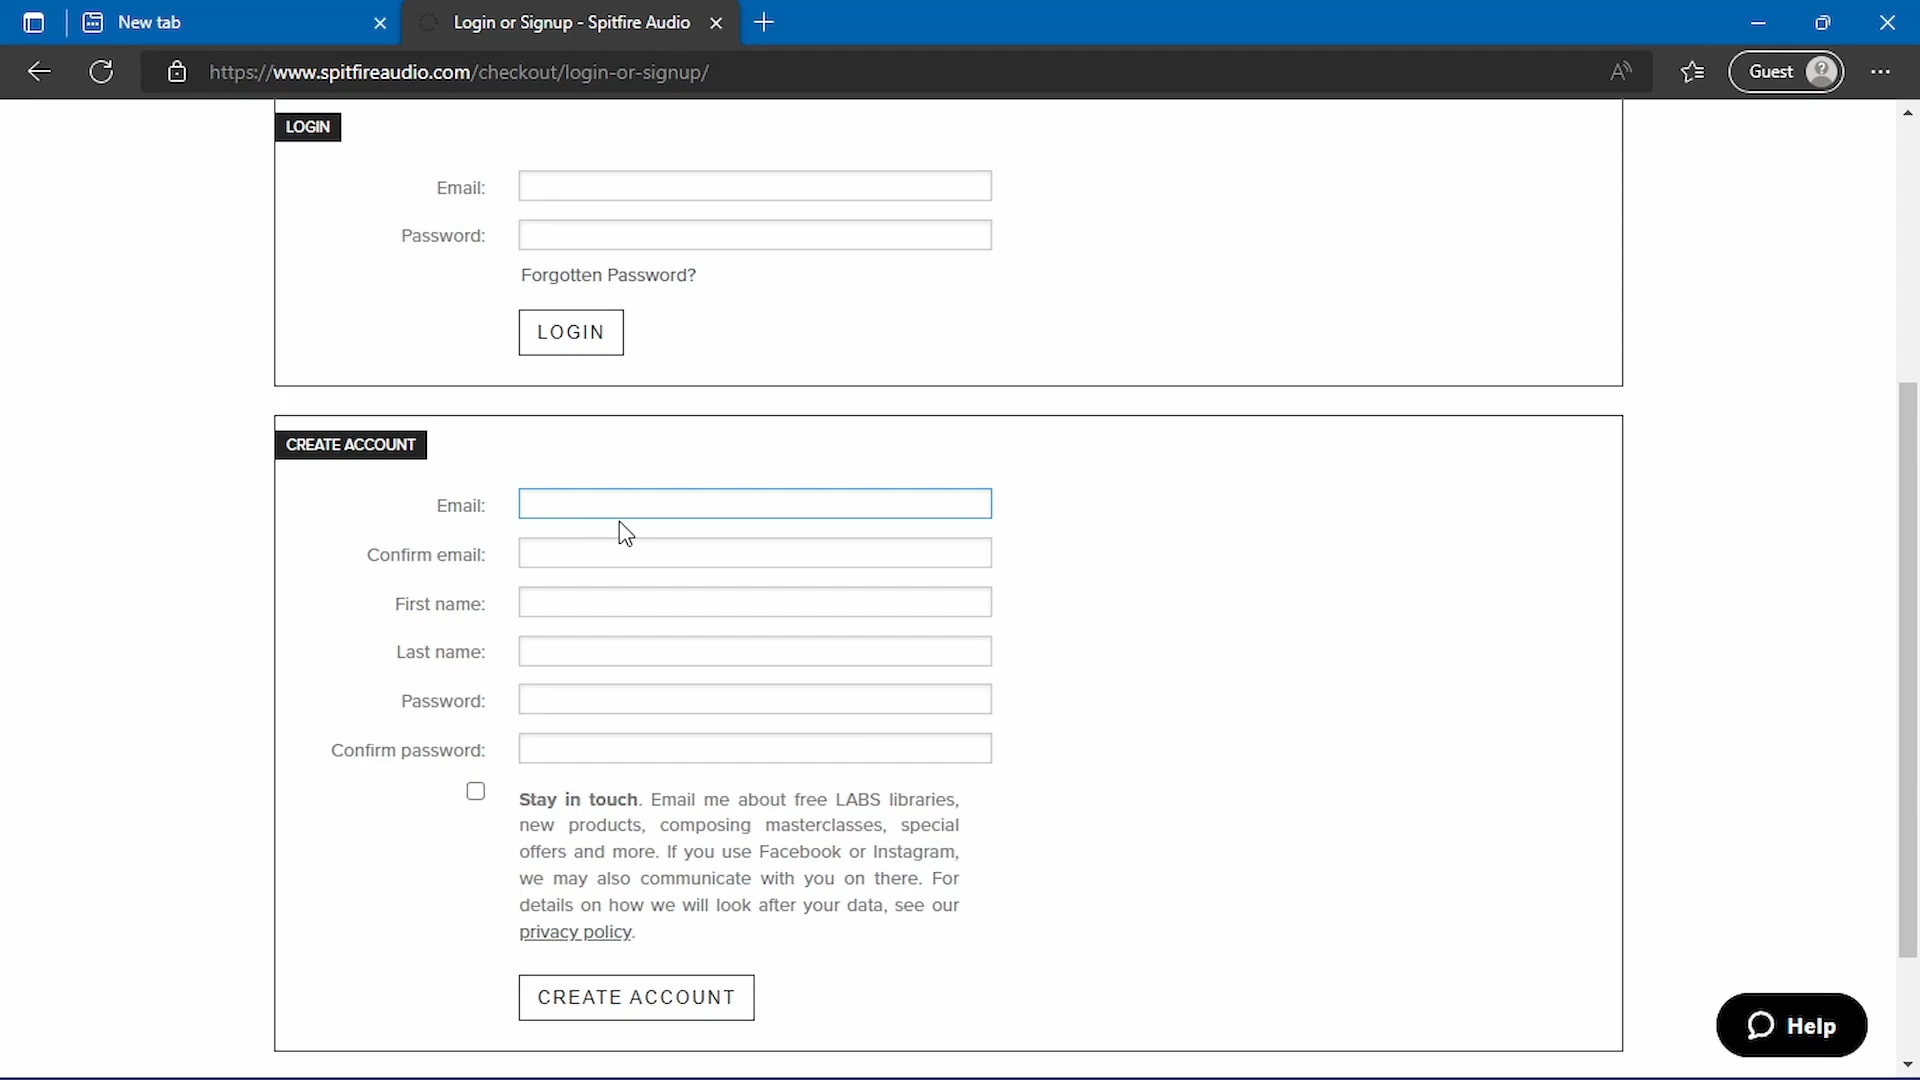 New tab
Login or Signup - Spitfire Audio
https://www.spitfireaudio.com/checkout/login-or-signup/
Guest
LOGIN
Email:
Password:
Forgotten Password?
LOGIN
CREATE ACCOUNT
Email:
Confirm email:
First name:
Last name:
Password:
Confirm password:
Stay in touch. Email me about free LABS libraries,
new products, composing masterclasses, special
offers and more. If you use Facebook or Instagram,
we may also communicate with you on there. For
details on how we will look after your data, see our
privacy policy.
CREATE ACCOUNT
Help